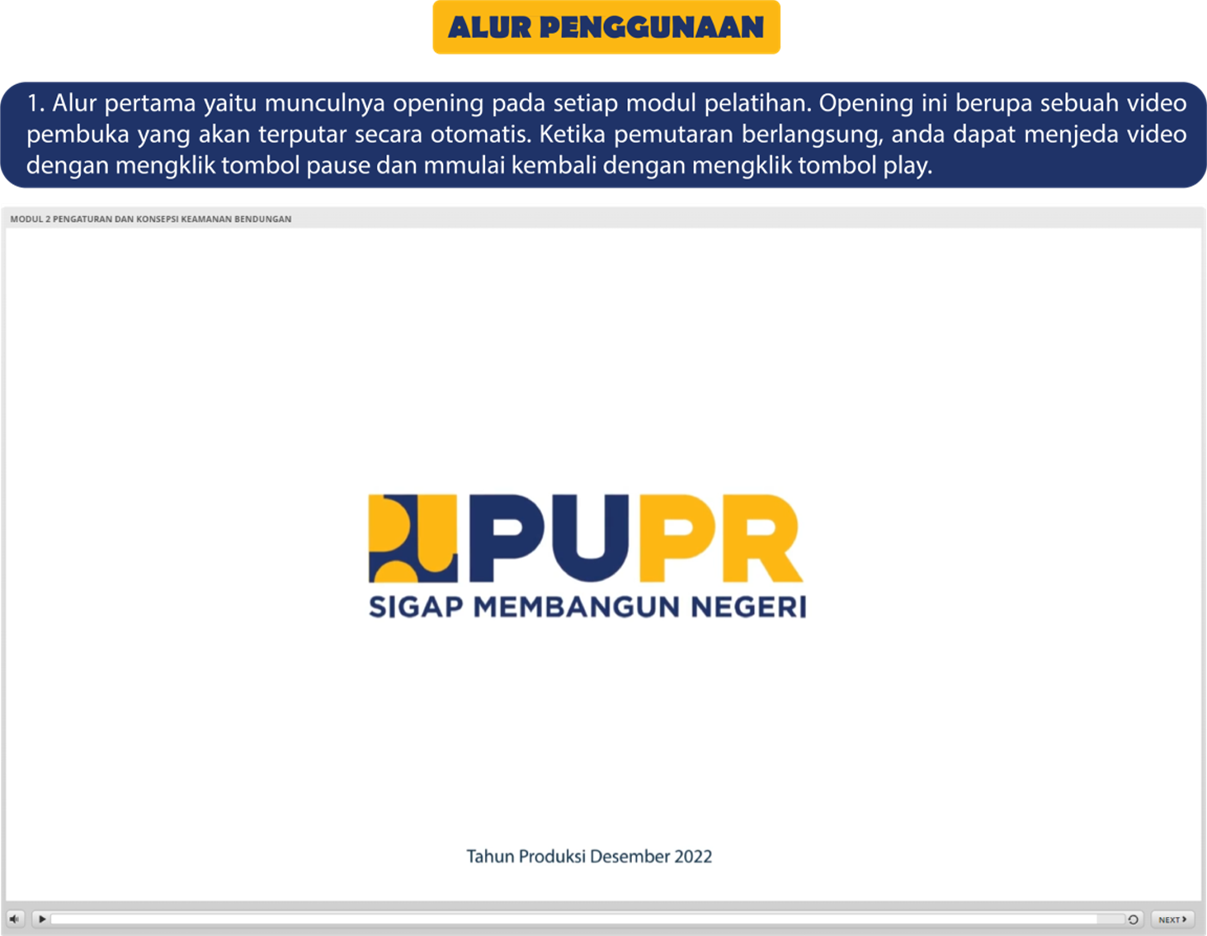 ALUR PENGGUNAAN
1. Alur pertama yaitu munculnya opening pada setiap modul pelatihan. Opening ini berupa sebuah video
pembuka yang akan terputar secara otomatis. Ketika pemutaran berlangsung, anda dapat menjeda video
dengan mengklik tombol pause dan mmulai kembali dengan mengklik tombol play.
MODUL 2 PENGATURAN DAN KONSEPSI KEAMANAN BENDUNGAN
PUPR
SIGAP MEMBANGUN NEGERI
Tahun Produksi Desember 2022
NEXT